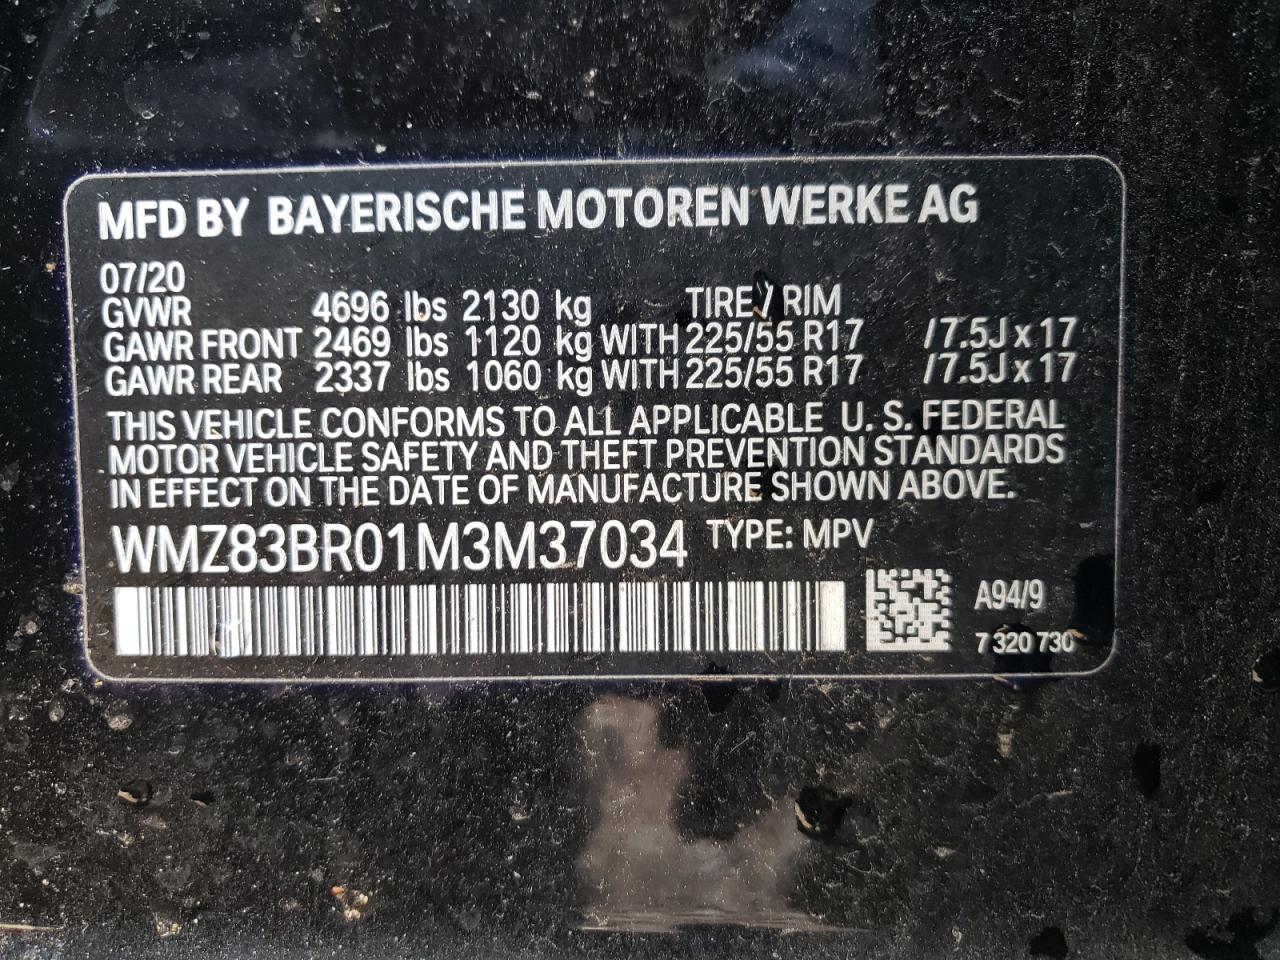 MFD BY BAYERISCHE MOTOREN WERKE AG
07/20
GVWR 4696 lbs 2130 kg TIRE / RIM
GAWR FRONT 2469 lbs 1120 kg WITH 225/55 R17 /7.5J x 17
GAWR REAR 2337 lbs 1060 kg WITH 225/55 R17 /7.5J x 17
THIS VEHICLE CONFORMS TO ALL APPLICABLE U. S. FEDERAL
MOTOR VEHICLE SAFETY AND THEFT PREVENTION STANDARDS
IN EFFECT ON THE DATE OF MANUFACTURE SHOWN ABOVE.
WMZ83BR01M3M37034 TYPE: MPV
A94/9
7 320 730